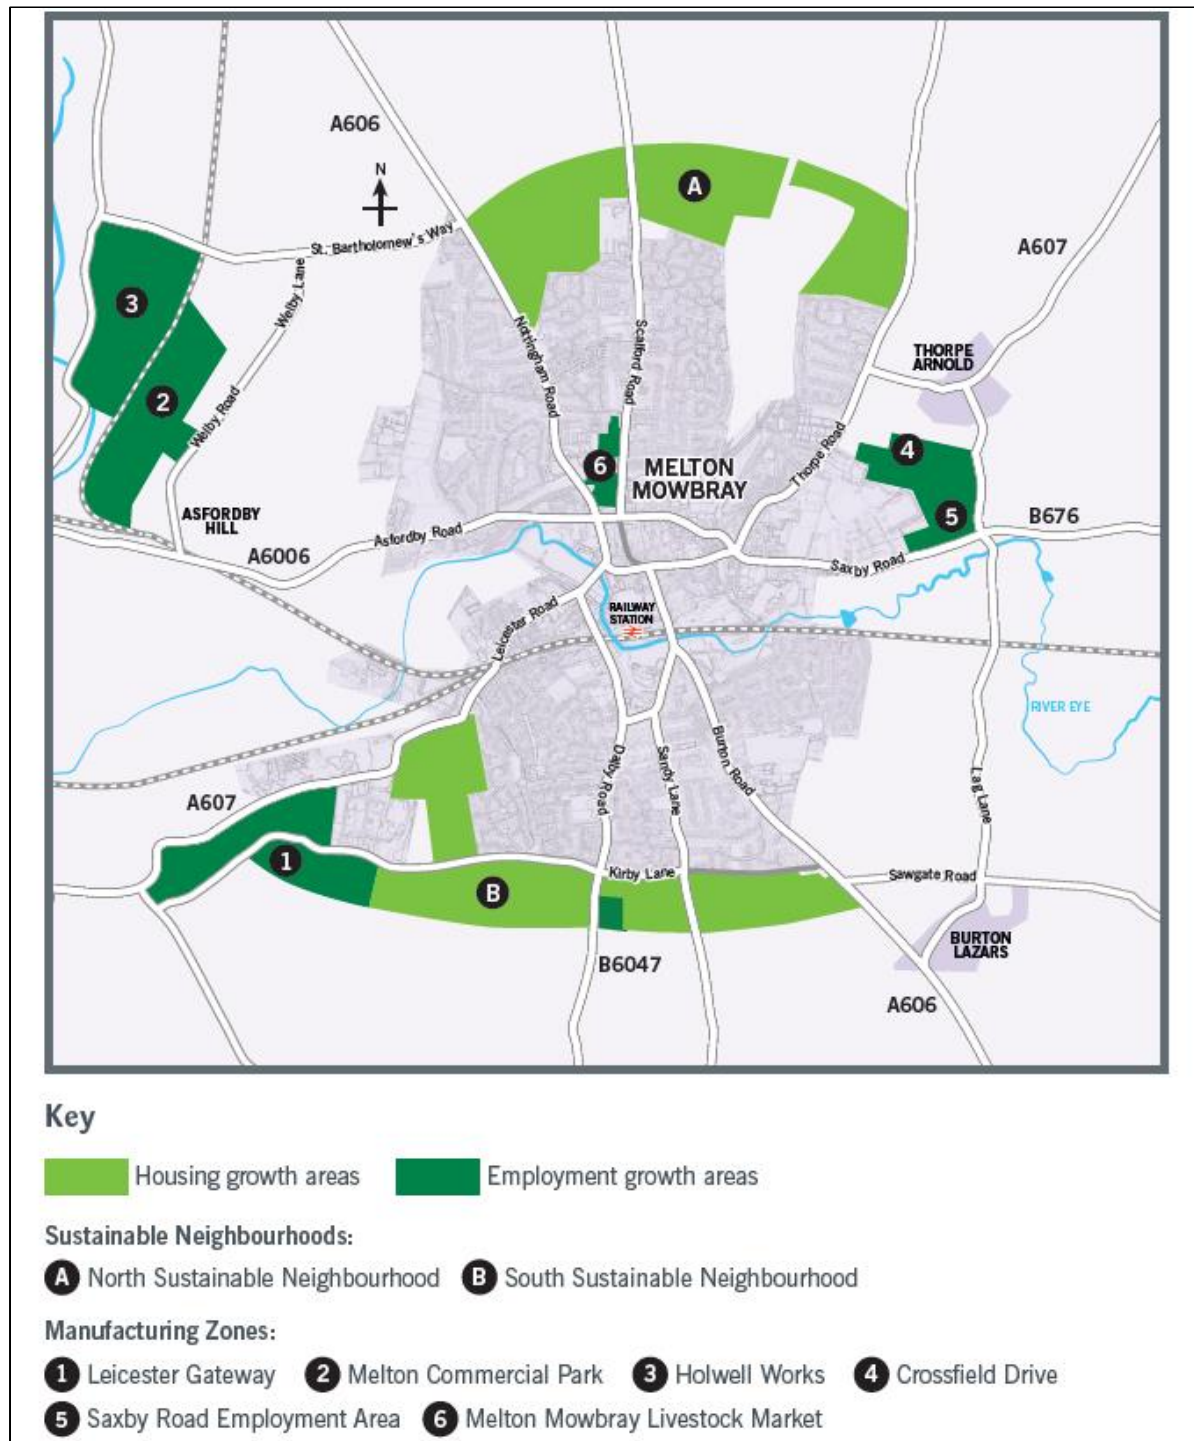 A606
N
A
St. Bartholomew's Way
A607
3
Welby Lane
Nottingham Road
Scalford Road
THORPE
ARNOLD
2
Welby Road
Thorpe Road
4
6
MELTON
MOWBRAY
ASFORDBY
HILL
5
B676
Asfordby Road
A6006
Saxby Road
Leicester Road
RAILWAY
STATION
RIVER EYE
Dalby Road
Sandy Lane
Burton Road
Lag Lane
A607
1
Kirby Lane
Sawgate Road
B
BURTON
LAZARS
B6047
A606
Key
Housing growth areas Employment growth areas
Sustainable Neighbourhoods:
A North Sustainable Neighbourhood B South Sustainable Neighbourhood
Manufacturing Zones:
1 Leicester Gateway 2 Melton Commercial Park 3 Holwell Works 4 Crossfield Drive
5 Saxby Road Employment Area 6 Melton Mowbray Livestock Market